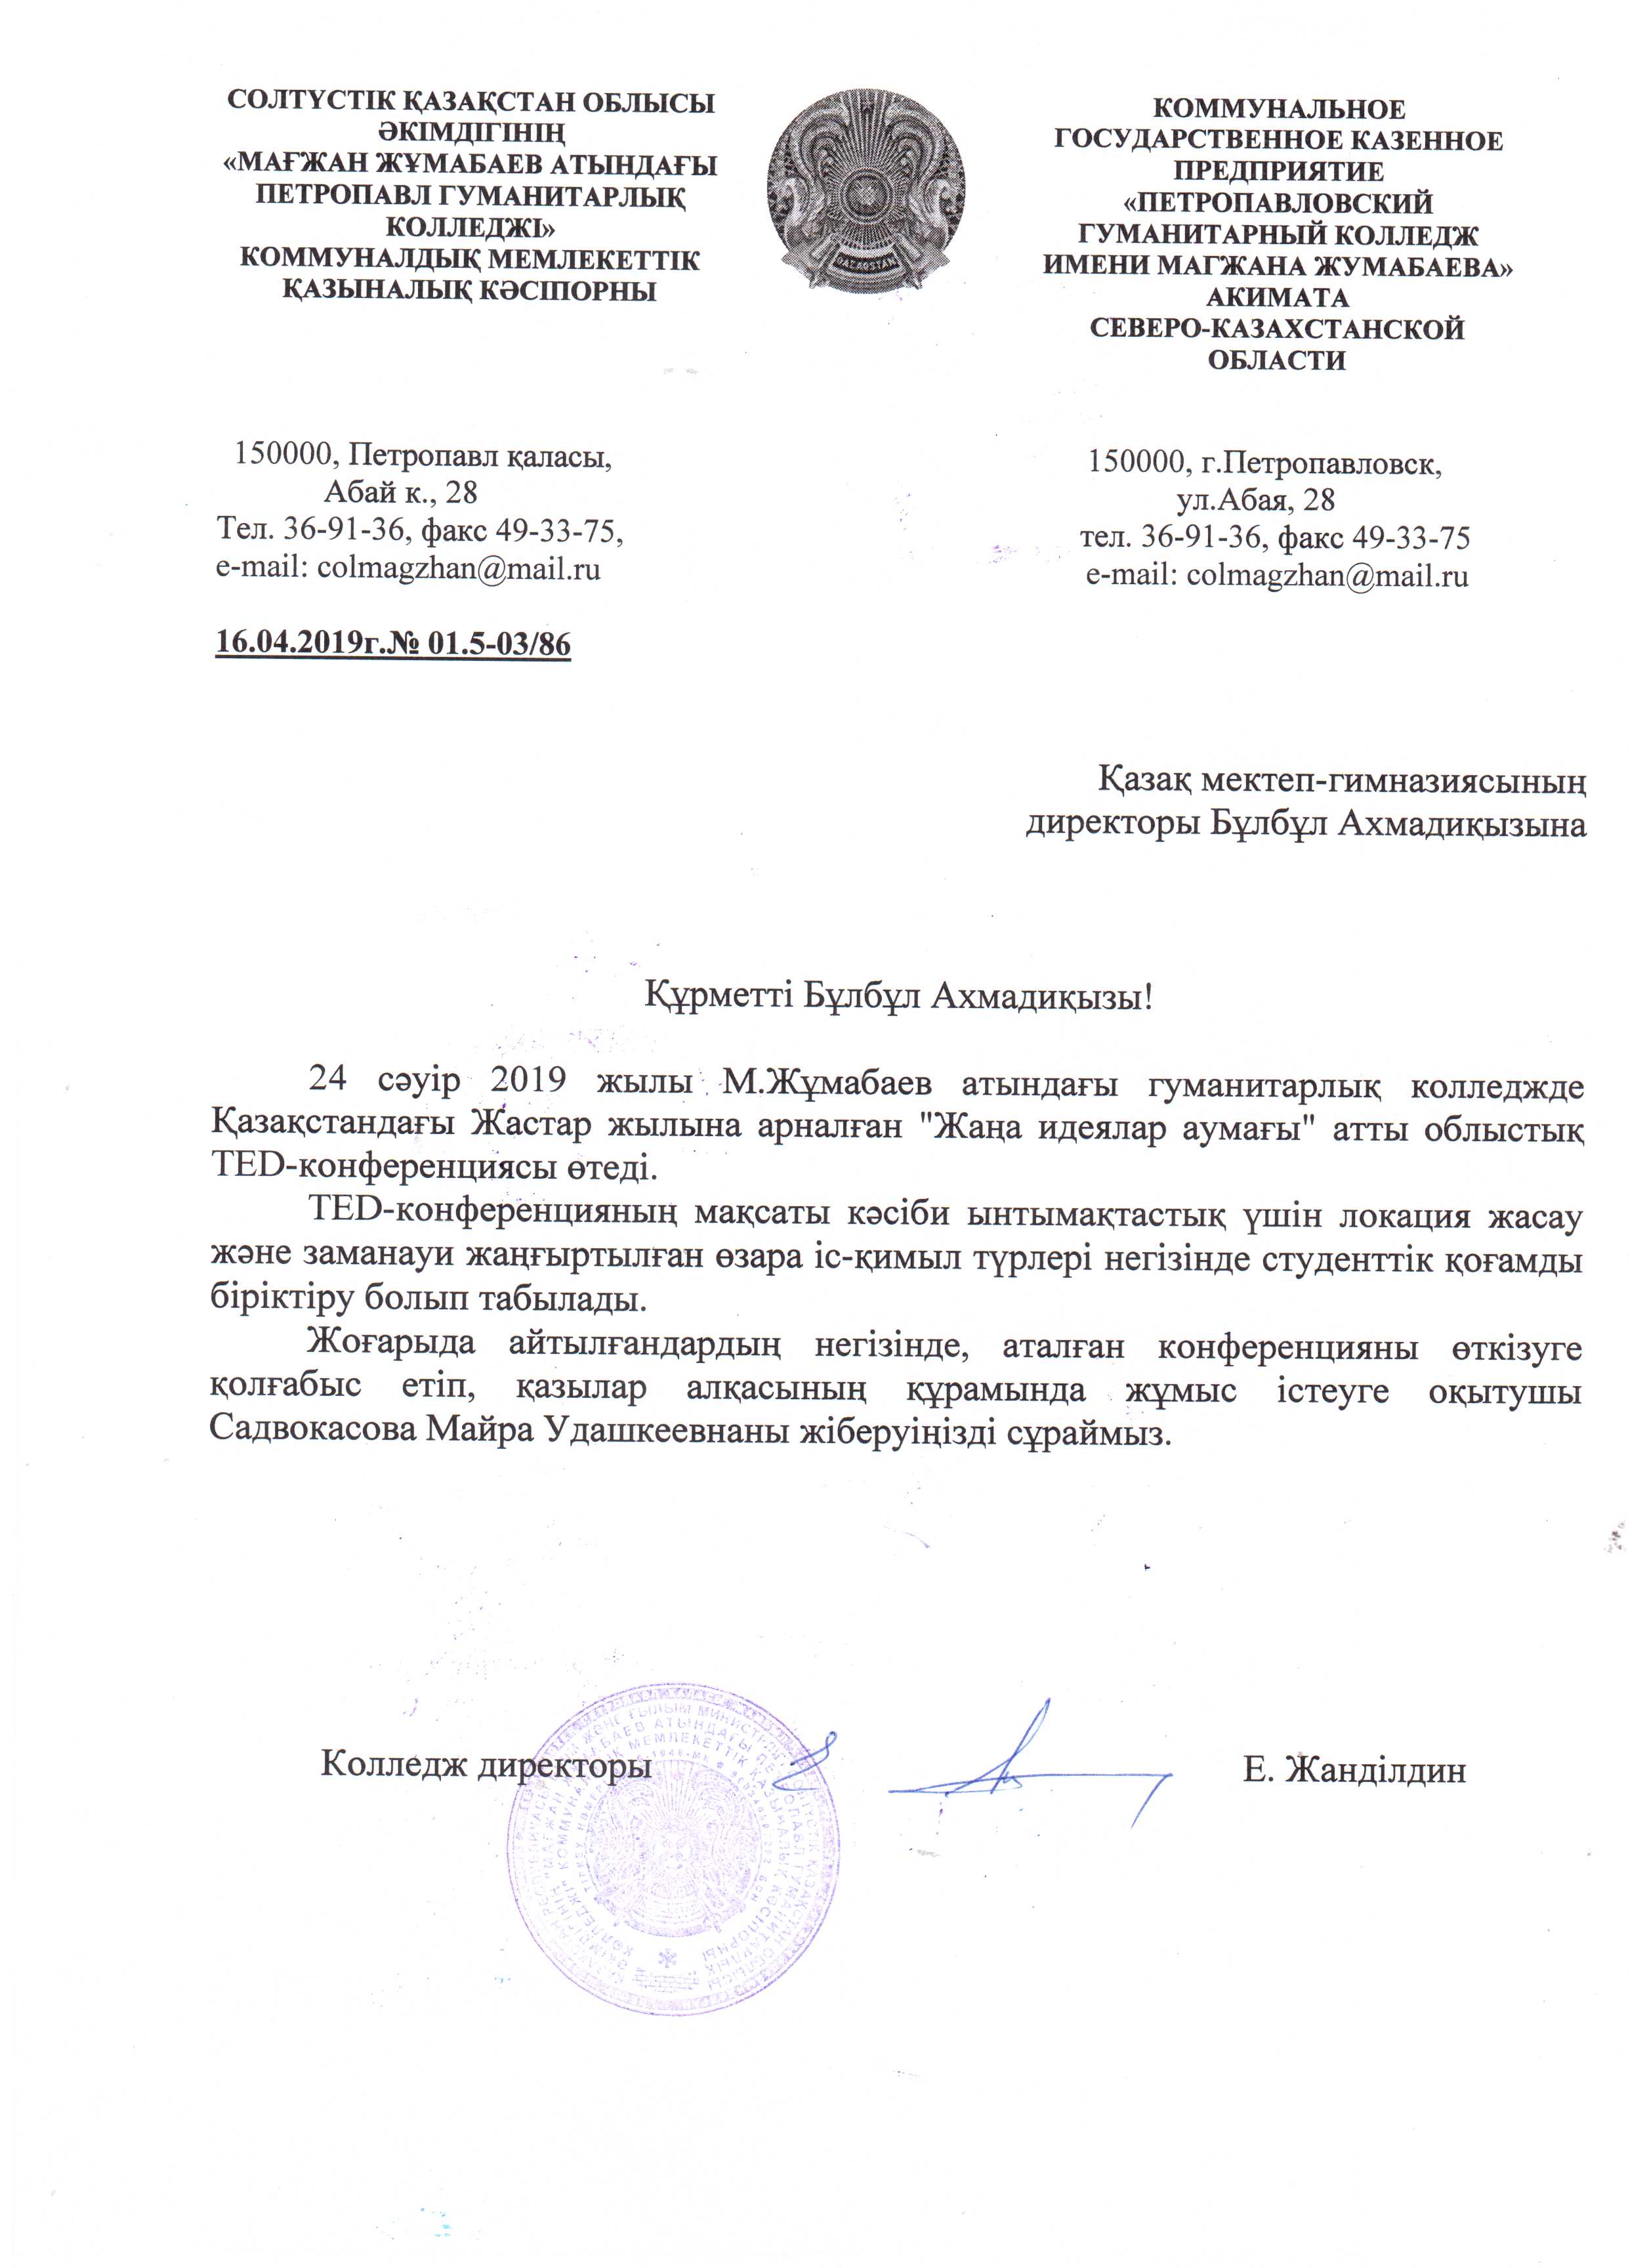 СОЛТҮСТІК ҚАЗАҚСТАН ОБЛЫСЫ
ӘКІМДІГІНІҢ
«МАҒЖАН ЖҰМАБАЕВ АТЫНДАҒЫ
ПЕТРОПАВЛ ГУМАНИТАРЛЫҚ
КОЛЛЕДЖІ»
КОММУНАЛДЫҚ МЕМЛЕКЕТТІК
ҚАЗЫНАЛЫҚ КӘСІПОРНЫ
QAZAQSTAN
КОММУНАЛЬНОЕ
ГОСУДАРСТВЕННОЕ КАЗЕННОЕ
ПРЕДПРИЯТИЕ
«ПЕТРОПАВЛОВСКИЙ
ГУМАНИТАРНЫЙ КОЛЛЕДЖ
ИМЕНИ МАГЖАНА ЖУМАБАЕВА»
АКИМАТА
СЕВЕРО-КАЗАХСТАНСКОЙ
ОБЛАСТИ
150000, Петропавл қаласы,
Абай к., 28
Тел. 36-91-36, факс 49-33-75,
e-mail: colmagzhan@mail.ru
150000, г.Петропавловск,
ул.Абая, 28
тел. 36-91-36, факс 49-33-75
e-mail: colmagzhan@mail.ru
16.04.2019г.№ 01.5-03/86
Қазақ мектеп-гимназиясының
директоры Бұлбұл Ахмадиқызына
Құрметті Бұлбұл Ахмадиқызы!
24 сәуір 2019 жылы М.Жұмабаев атындағы гуманитарлық колледжде
Қазақстандағы Жастар жылына арналған "Жаңа идеялар аумағы" атты облыстық
TED-конференциясы өтеді.
TED-конференцияның мақсаты кәсіби ынтымақтастық үшін локация жасау
және заманауи жаңғыртылған өзара іс-қимыл түрлері негізінде студенттік қоғамды
біріктіру болып табылады.
Жоғарыда айтылғандардың негізінде, аталған конференцияны өткізуге
қолғабыс етіп, қазылар алқасының құрамында жұмыс істеуге оқытушы
Садвокасова Майра Удашкеевнаны жіберуіңізді сұраймыз.
Колледж директоры
Е. Жанділдин